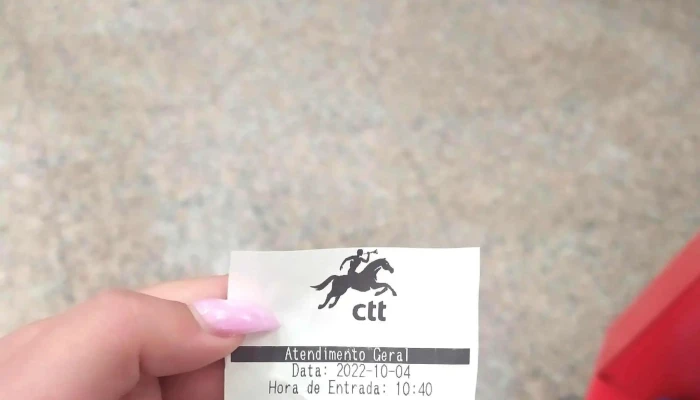 ctt
Atendimento Geral
Data: 2022-10-04
Hora de Entrada: 10:40